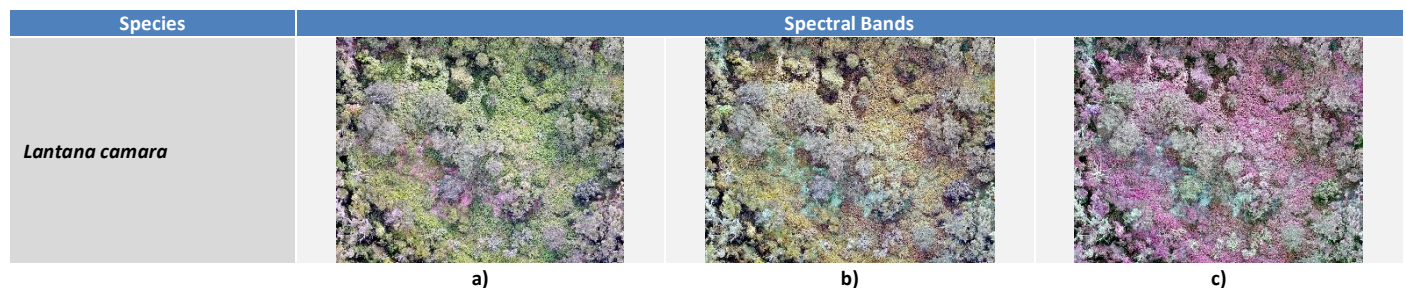 Species
Spectral Bands
Lantana camara
a)
b)
c)